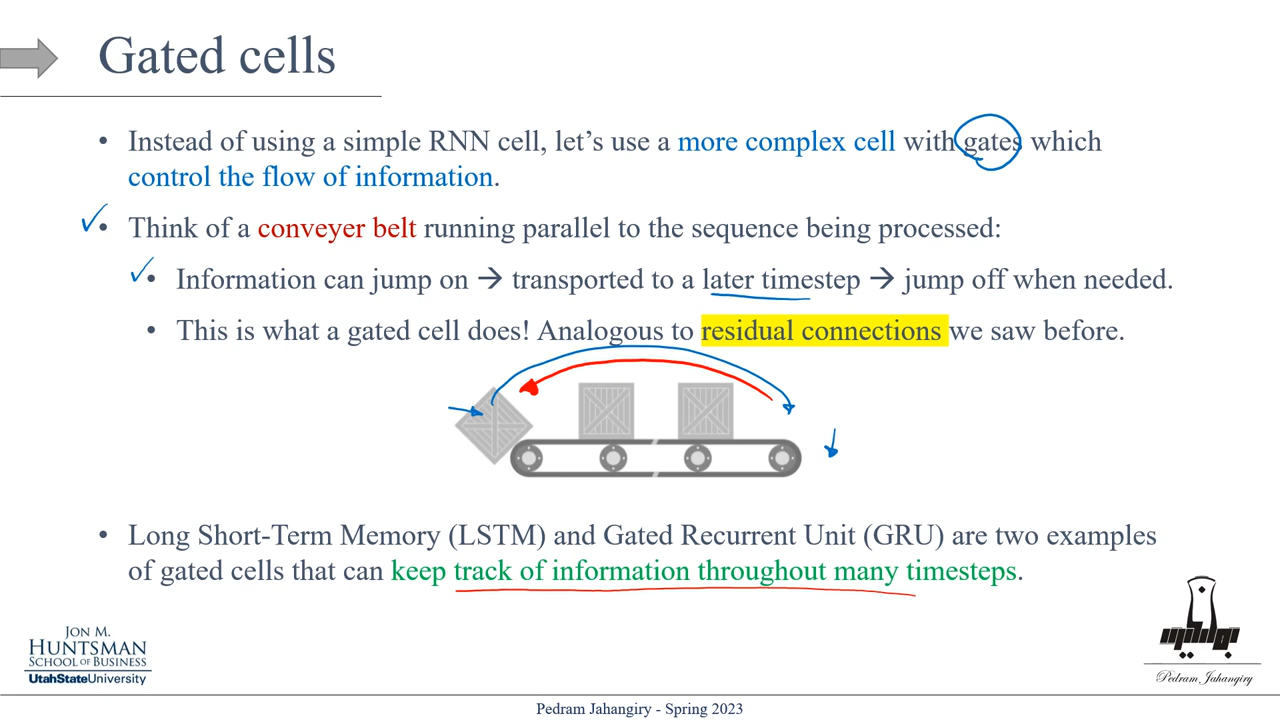 Gated cells
• Instead of using a simple RNN cell, let's use a more complex cell with gates which
control the flow of information.
• Think of a conveyer belt running parallel to the sequence being processed:
• Information can jump on → transported to a later timestep → jump off when needed.
• This is what a gated cell does! Analogous to residual connections we saw before.
• Long Short-Term Memory (LSTM) and Gated Recurrent Unit (GRU) are two examples
of gated cells that can keep track of information throughout many timesteps.
JON M.
HUNTSMAN
SCHOOL OF BUSINESS
UtahStateUniversity
Pedram Jahangiry
Pedram Jahangiry - Spring 2023